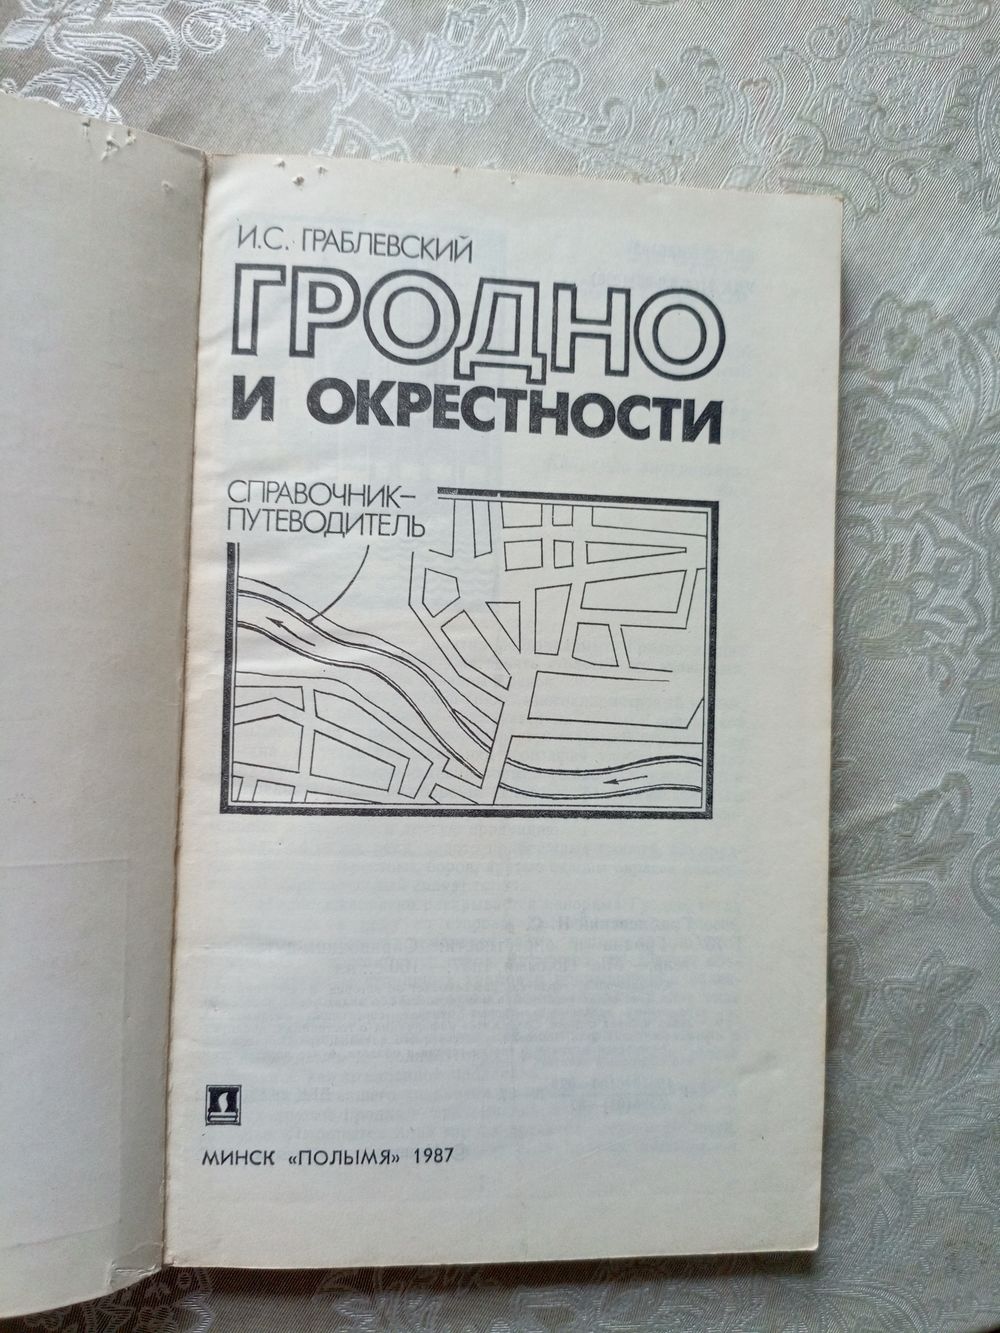 И.С. ГРАБЛЕВСКИЙ
ГРОДНО
И ОКРЕСТНОСТИ
СПРАВОЧНИК–
ПУТЕВОДИТЕЛЬ
МИНСК «ПОЛЫМЯ» 1987